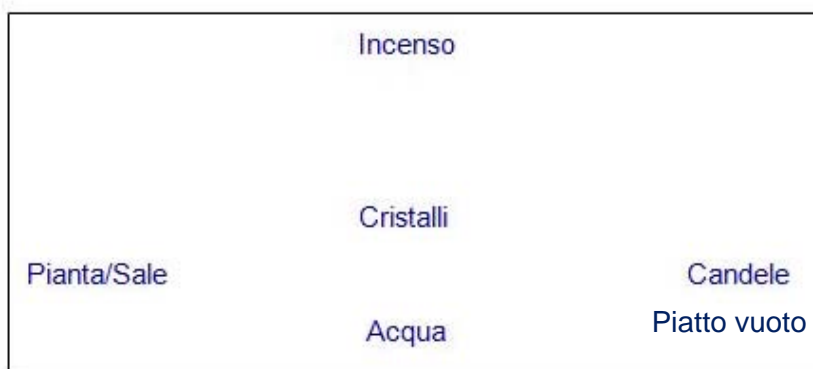 Incenso
Cristalli
Pianta/Sale
Candele
Acqua
Piatto vuoto